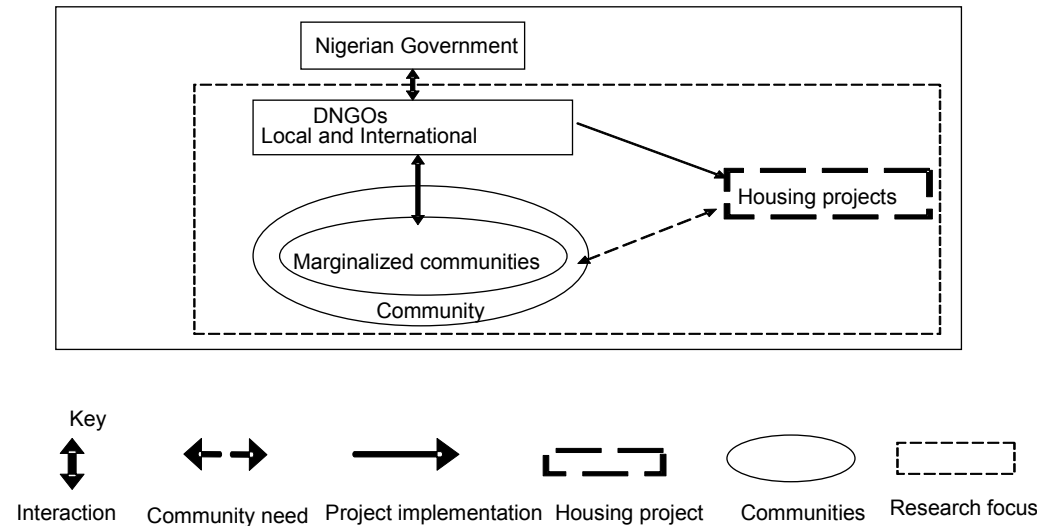 Nigerian Government
DNGOs
Local and International
Housing projects
Marginalized communities
Community
Key
Interaction
Community need
Project implementation
Housing project
Communities
Research focus